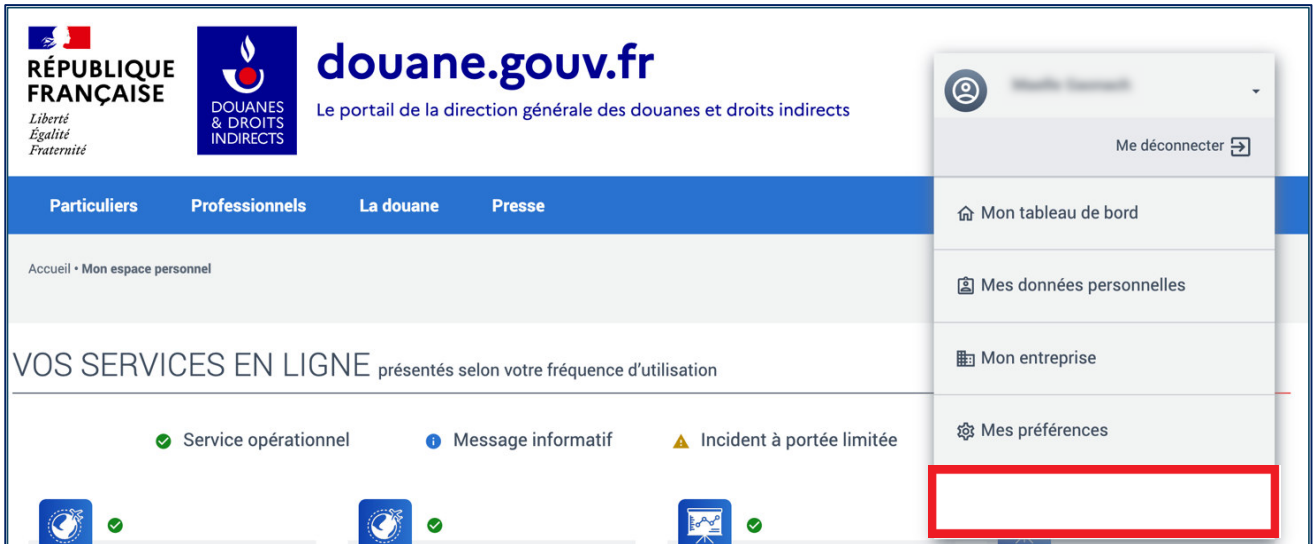 RÉPUBLIQUE
FRANÇAISE
Liberté
Égalité
Fraternité
DOUANES
& DROITS
INDIRECTS
douane.gouv.fr
Le portail de la direction générale des douanes et droits indirects
Me déconnecter
Particuliers Professionnels La douane Presse
Mon tableau de bord
Accueil • Mon espace personnel
Mes données personnelles
Mon entreprise
VOS SERVICES EN LIGNE présentés selon votre fréquence d'utilisation
Mes préférences
Service opérationnel Message informatif Incident à portée limitée